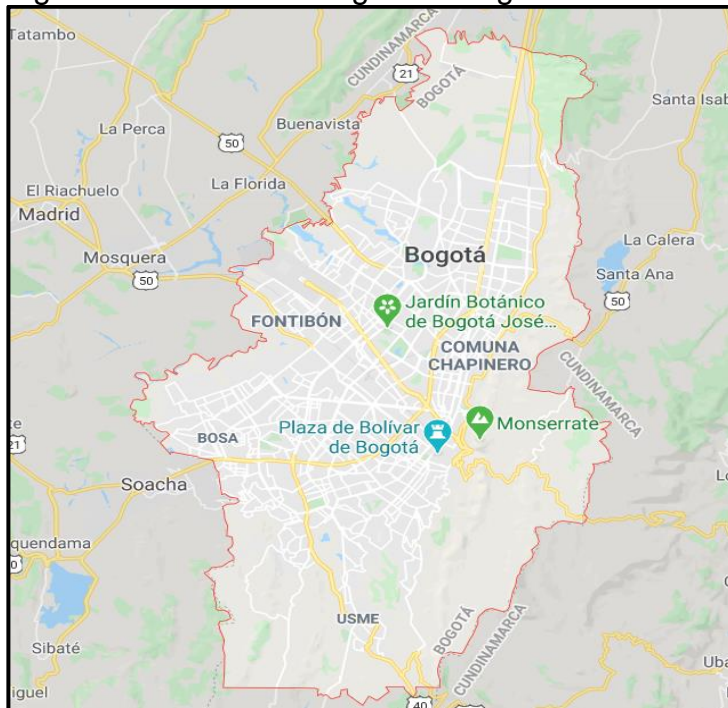 Tatambo
CUNDINAMARCA
21
BOGOTÁ
La Perca
Buenavista
Santa Isab
50
El Riachuelo
La Florida
Madrid
La Calera
Mosquera
Bogotá
Santa Ana
50
50
Jardín Botánico
de Bogotá José...
FONTIBÓN
COMUNA
CHAPINERO
CUNDINAMARCA
Plaza de Bolívar
de Bogotá
Monserrate
BOSA
21
Soacha
quendama
USME
BOGOTÁ
CUNDINAMARCA
Sibaté
Uba
iguel
40